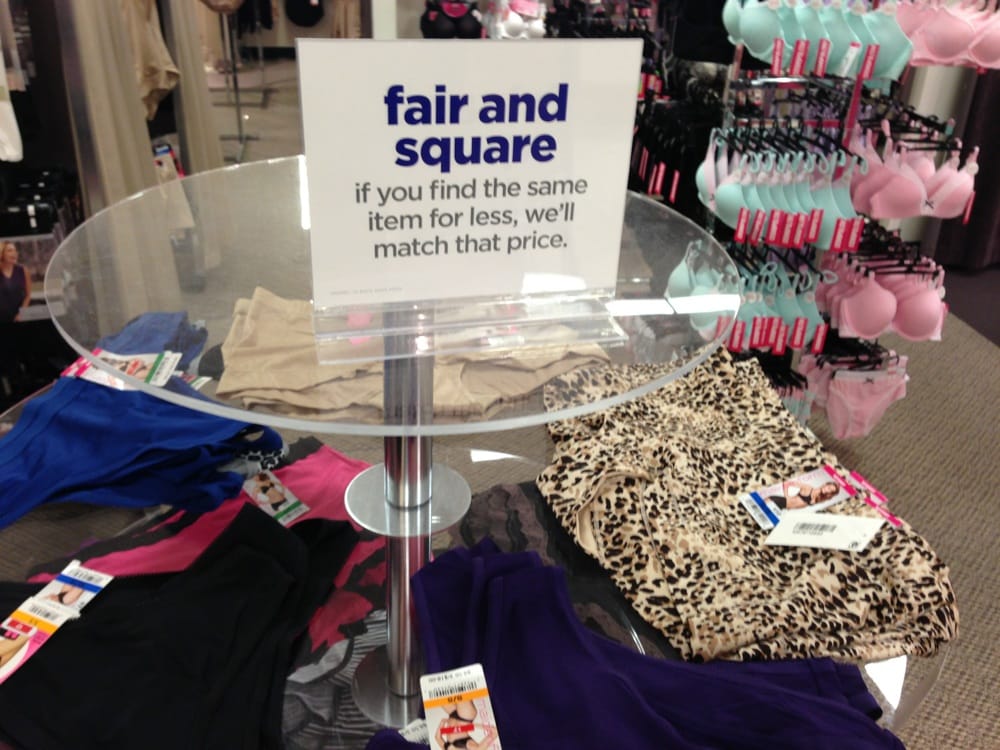 fair and
square
if you find the same
item for less, we'll
match that price.